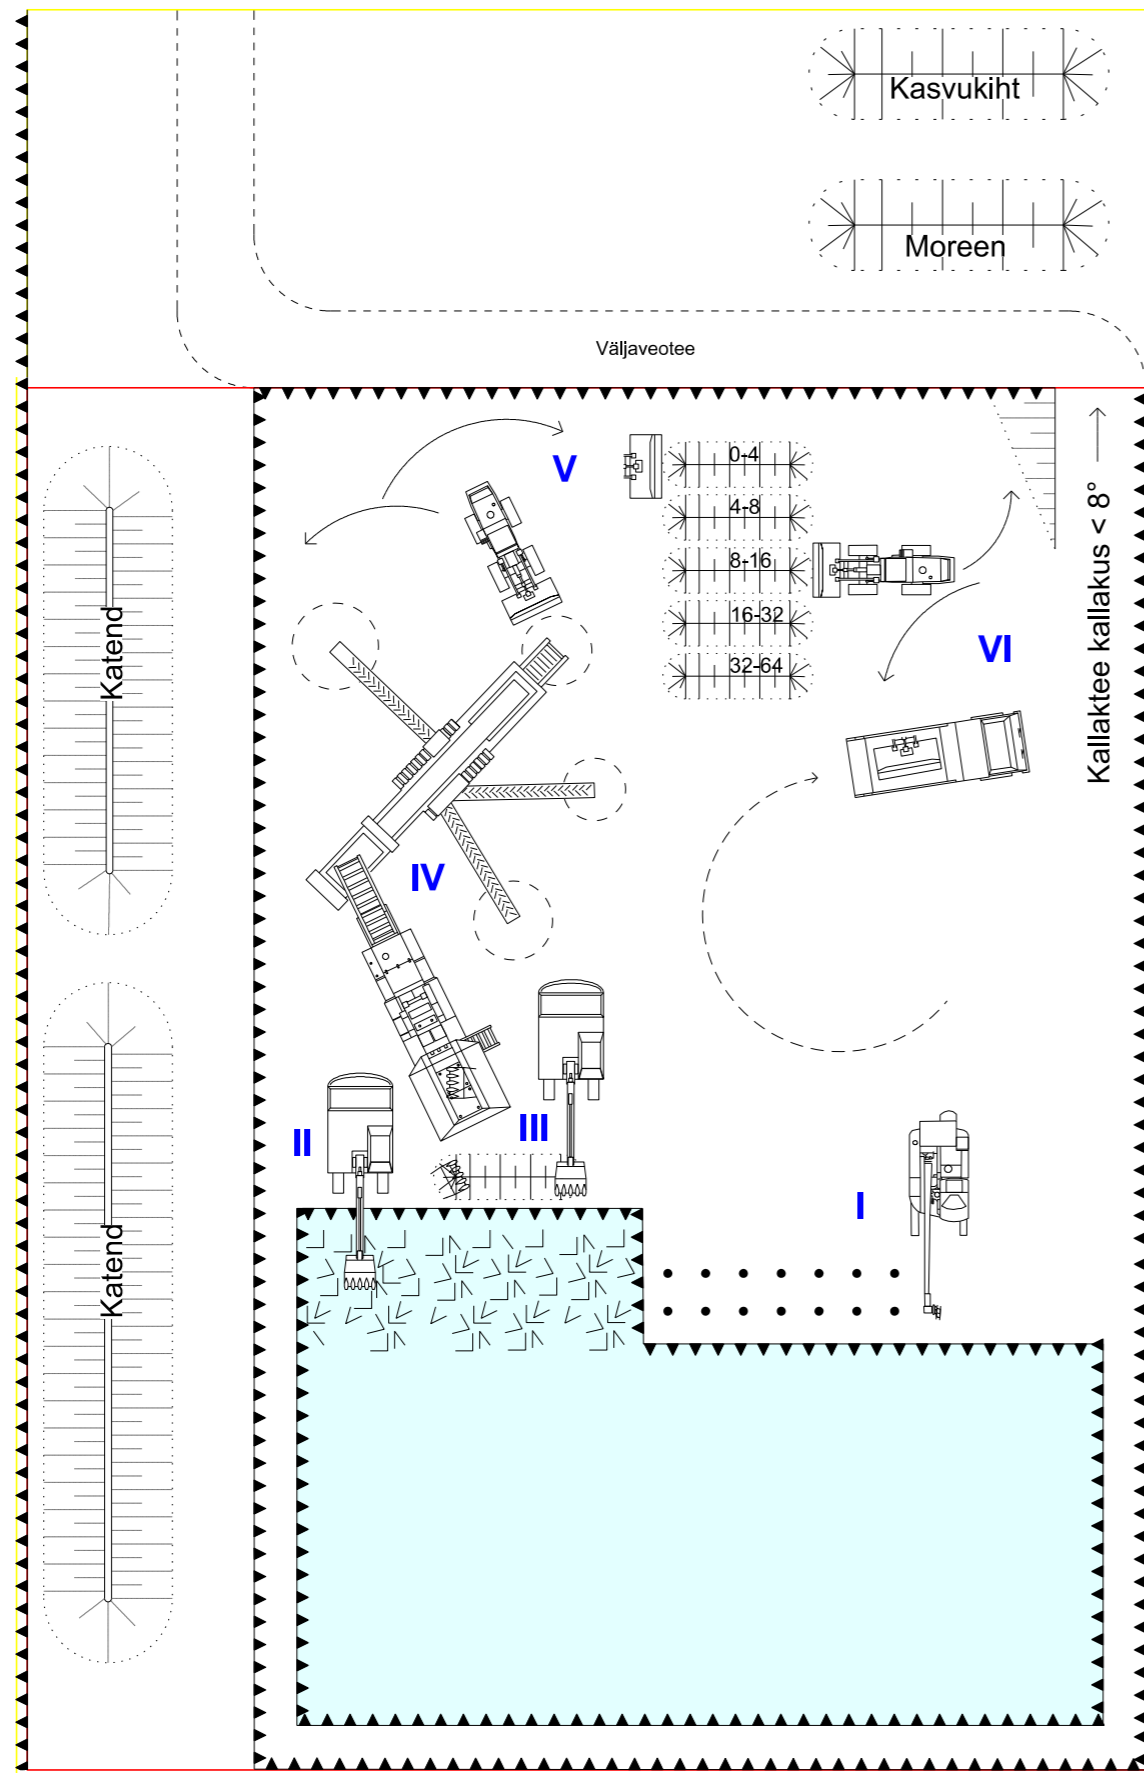 Kasvukiht
Moreen
Väljaveotee
V
0-4
4-8
8-16
16-32
32-64
VI
Kallaktee kallakus < 8°
Katend
IV
II
III
I
Katend